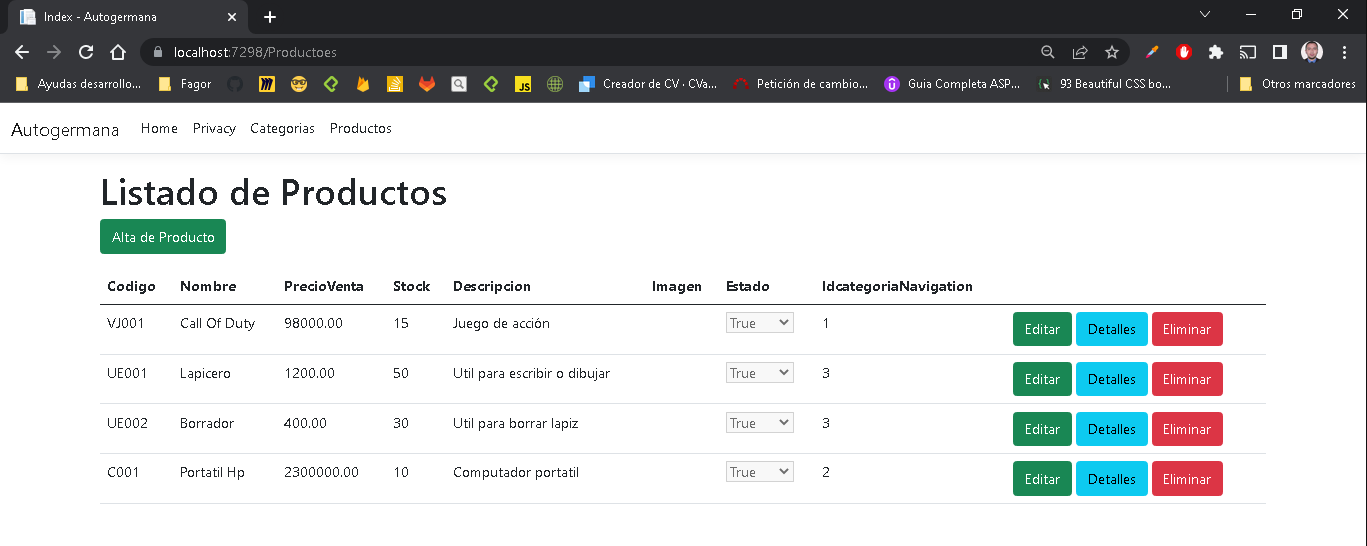 Index - Autogermana
localhost:7298/Productoes
Ayudas desarrollo... Fagor JS Creador de CV · CVa... Petición de cambio... Guia Completa ASP... 93 Beautiful CSS bo... Otros marcadores
Autogermana Home Privacy Categorias Productos
Listado de Productos
Alta de Producto
Codigo Nombre PrecioVenta Stock Descripcion Imagen Estado IdcategoriaNavigation
VJ001 Call Of Duty 98000.00 15 Juego de acción True 1 Editar Detalles Eliminar
UE001 Lapicero 1200.00 50 Util para escribir o dibujar True 3 Editar Detalles Eliminar
UE002 Borrador 400.00 30 Util para borrar lapiz True 3 Editar Detalles Eliminar
C001 Portatil Hp 2300000.00 10 Computador portatil True 2 Editar Detalles Eliminar